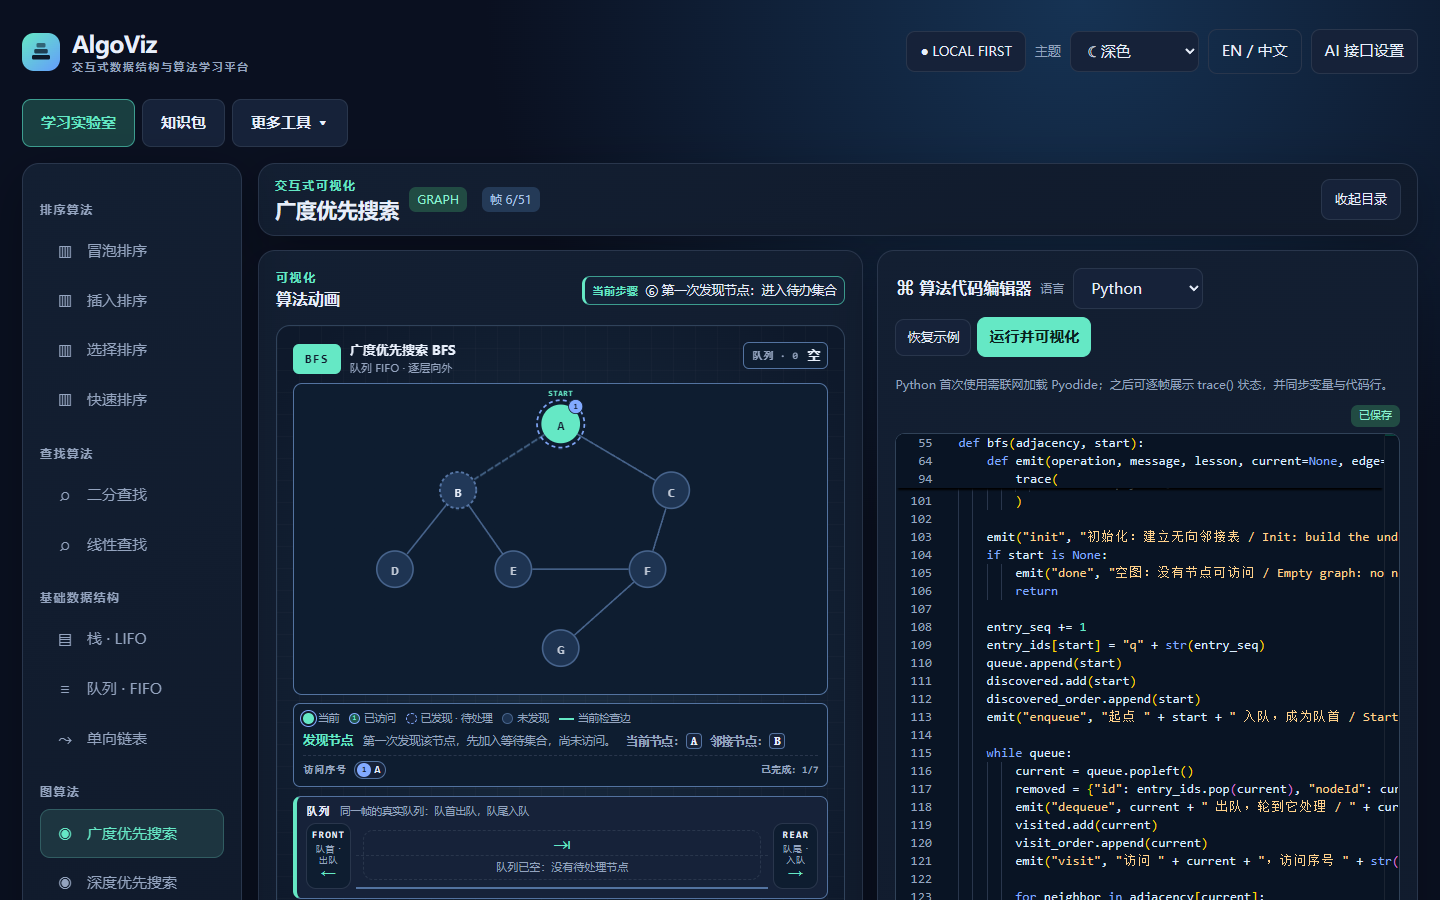 AlgoViz
交互式数据结构与算法学习平台
● LOCAL FIRST
主题
☾ 深色
EN / 中文
AI 接口设置
学习实验室
知识包
更多工具 ▾
排序算法
冒泡排序
插入排序
选择排序
快速排序
查找算法
二分查找
线性查找
基础数据结构
栈 · LIFO
队列 · FIFO
单向链表
图算法
广度优先搜索
深度优先搜索
交互式可视化
广度优先搜索
GRAPH
帧 6/51
收起目录
可视化
算法动画
当前步骤 ⑥ 第一次发现节点：进入待办集合
BFS
广度优先搜索 BFS
队列 FIFO · 逐层向外
队列 · 0 空
START
1
A
B
C
D
E
F
G
当前
1 已访问
已发现 · 待处理
未发现
当前检查边
发现节点 第一次发现该节点，先加入等待集合，尚未访问。 当前节点： A 邻接节点： B
访问序号 1 A
已完成：1/7
队列 同一帧的真实队列：队首出队，队尾入队
FRONT
队首 ·
出队
←
队列已空：没有待处理节点
REAR
队尾 ·
入队
→
⌘ 算法代码编辑器
语言
Python
恢复示例
运行并可视化
Python 首次使用需联网加载 Pyodide；之后可逐帧展示 trace() 状态，并同步变量与代码行。
已保存
55 def bfs(adjacency, start):
64 def emit(operation, message, lesson, current=None, edge=
94 trace(
101 )
102
103 emit("init", "初始化：建立无向邻接表 / Init: build the und
104 if start is None:
105 emit("done", "空图：没有节点可访问 / Empty graph: no n
106 return
107
108 entry_seq += 1
109 entry_ids[start] = "q" + str(entry_seq)
110 queue.append(start)
111 discovered.add(start)
112 discovered_order.append(start)
113 emit("enqueue", "起点 " + start + " 入队，成为队首 / Start
114
115 while queue:
116 current = queue.popleft()
117 removed = {"id": entry_ids.pop(current), "nodeId": cur
118 emit("dequeue", current + " 出队，轮到它处理 / " + cur
119 visited.add(current)
120 visit_order.append(current)
121 emit("visit", "访问 " + current + "，访问序号 " + str(
122
123 for neighbor in adjacency[current]: